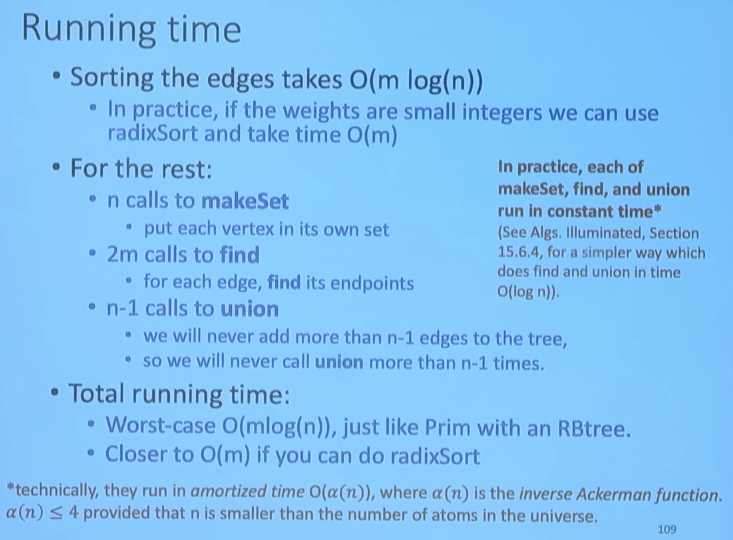 Running time
• Sorting the edges takes O(m log(n))
• In practice, if the weights are small integers we can use
radixSort and take time O(m)
• For the rest:
• n calls to makeSet
• put each vertex in its own set
• 2m calls to find
• for each edge, find its endpoints
• n-1 calls to union
• we will never add more than n-1 edges to the tree,
• so we will never call union more than n-1 times.
In practice, each of
makeSet, find, and union
run in constant time*
(See Algs. Illuminated, Section
15.6.4, for a simpler way which
does find and union in time
O(log n)).
• Total running time:
• Worst-case O(mlog(n)), just like Prim with an RBtree.
• Closer to O(m) if you can do radixSort
*technically, they run in amortized time O(α(n)), where α(n) is the inverse Ackerman function.
α(n) ≤ 4 provided that n is smaller than the number of atoms in the universe.
109